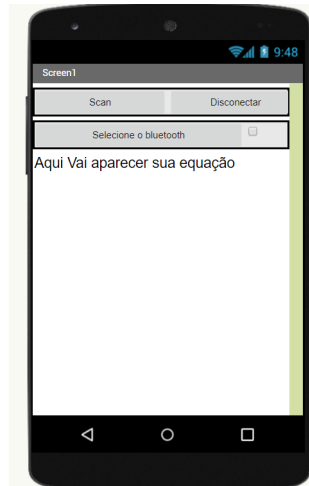 9:48
Screen1
Scan Disconectar
Selecione o bluetooth
Aqui Vai aparecer sua equação